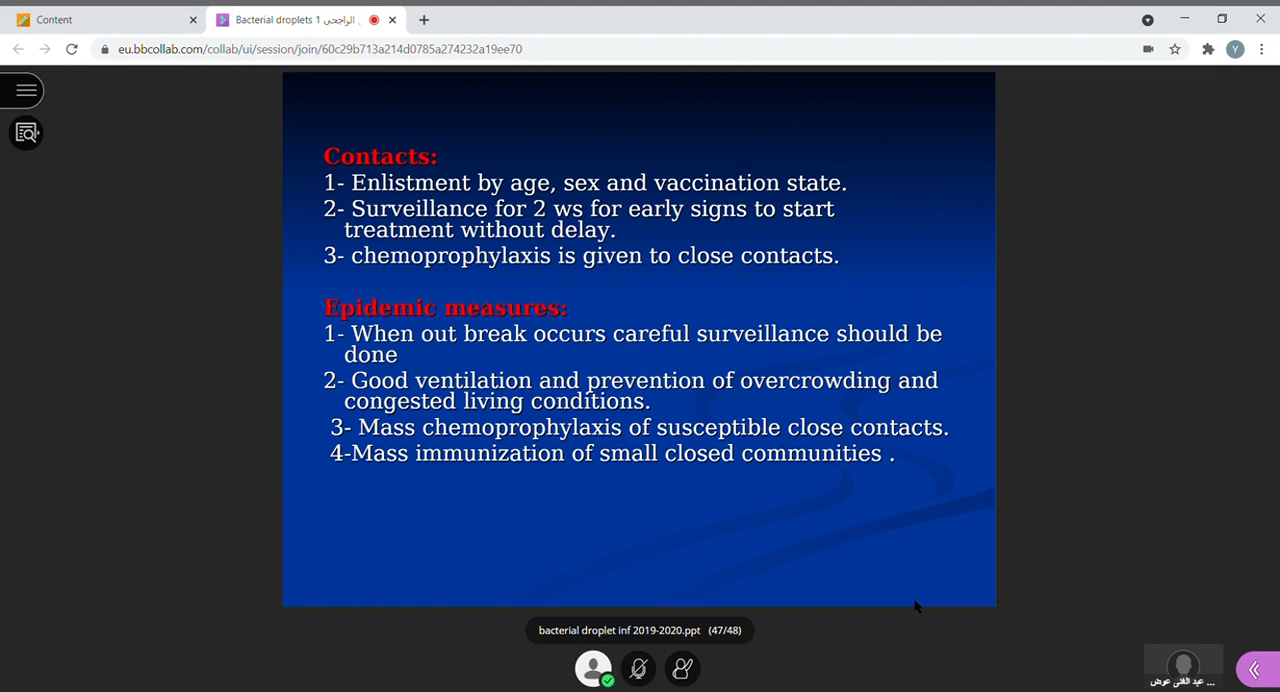 Content
Bacterial droplets 1 الراجحى
eu.bbcollab.com/collab/ui/session/join/60c29b713a214d0785a274232a19ee70
Y
Contacts:
1- Enlistment by age, sex and vaccination state.
2- Surveillance for 2 ws for early signs to start
treatment without delay.
3- chemoprophylaxis is given to close contacts.
Epidemic measures:
1- When out break occurs careful surveillance should be
done
2- Good ventilation and prevention of overcrowding and
congested living conditions.
3- Mass chemoprophylaxis of susceptible close contacts.
4-Mass immunization of small closed communities .
bacterial droplet inf 2019-2020.ppt (47/48)
عبد الغنى عوض ...